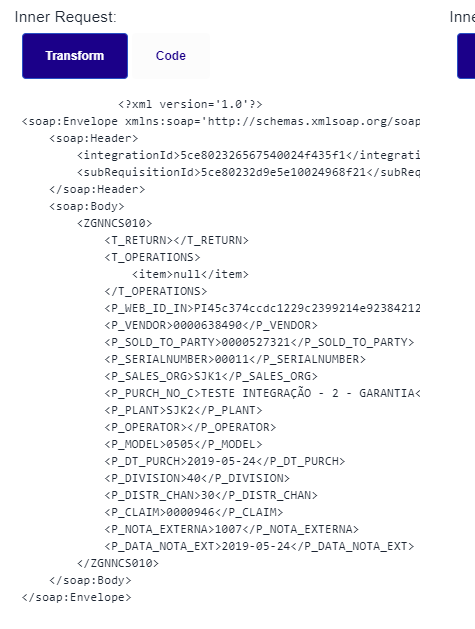 Inner Request:
Inne
Transform
Code
<?xml version='1.0'?>
<soap:Envelope xmlns:soap='http://schemas.xmlsoap.org/soap
<soap:Header>
<integrationId>5ce802326567540024f435f1</integrati
<subRequisitionId>5ce80232d9e5e10024968f21</subReq
</soap:Header>
<soap:Body>
<ZGNNCS010>
<T_RETURN></T_RETURN>
<T_OPERATIONS>
<item>null</item>
</T_OPERATIONS>
<P_WEB_ID_IN>PI45c374ccdc1229c2399214e92384212
<P_VENDOR>0000638490</P_VENDOR>
<P_SOLD_TO_PARTY>0000527321</P_SOLD_TO_PARTY>
<P_SERIALNUMBER>00011</P_SERIALNUMBER>
<P_SALES_ORG>SJK1</P_SALES_ORG>
<P_PURCH_NO_C>TESTE INTEGRAÇÃO - 2 - GARANTIA<
<P_PLANT>SJK2</P_PLANT>
<P_OPERATOR></P_OPERATOR>
<P_MODEL>0505</P_MODEL>
<P_DT_PURCH>2019-05-24</P_DT_PURCH>
<P_DIVISION>40</P_DIVISION>
<P_DISTR_CHAN>30</P_DISTR_CHAN>
<P_CLAIM>0000946</P_CLAIM>
<P_NOTA_EXTERNA>1007</P_NOTA_EXTERNA>
<P_DATA_NOTA_EXT>2019-05-24</P_DATA_NOTA_EXT>
</ZGNNCS010>
</soap:Body>
</soap:Envelope>